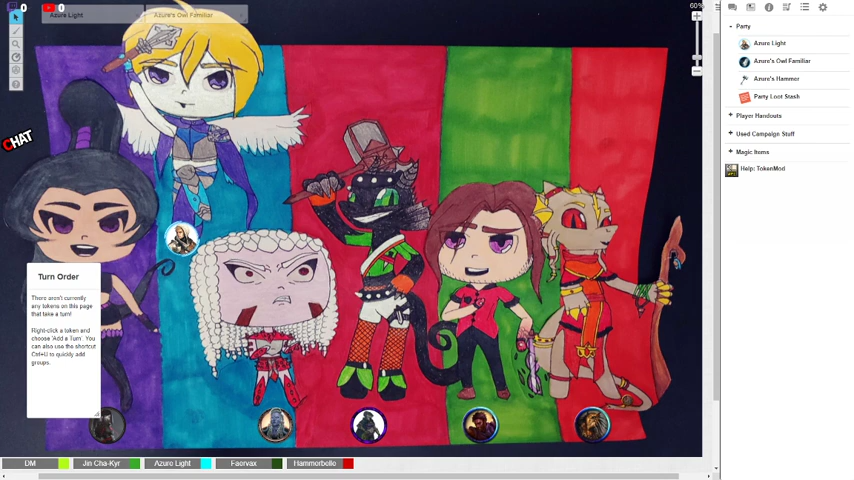 0
0
Azure Light
Azure's Owl Familiar
60%
Party
Azure Light
Azure's Owl Familiar
Azure's Hammer
Party Loot Stash
Player Handouts
Used Campaign Stuff
Magic Items
Help: TokenMod
CHAT
Turn Order
There aren't currently
any tokens on this page
that take a turn!
Right-click a token and
choose 'Add a Turn'. You
can also use the shortcut
Ctrl+U to quickly add
groups.
DM
Jin Cha-Kyr
Azure Light
Faervax
Hammorbollo